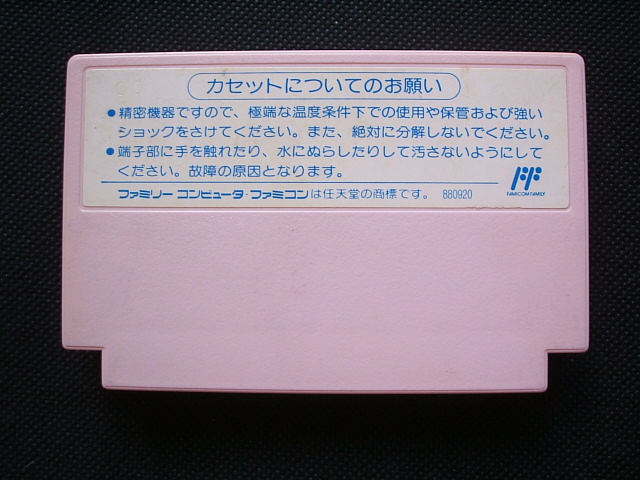 カセットについてのお願い
●精密機器ですので、極端な温度条件下での使用や保管および強い
ショックをさけてください。また、絶対に分解しないでください。
●端子部に手を触れたり、水にぬらしたりして汚さないようにして
ください。故障の原因となります。
ファミリー コンピュータ・ファミコンは任天堂の商標です。 880920
FAMICOM FAMILY